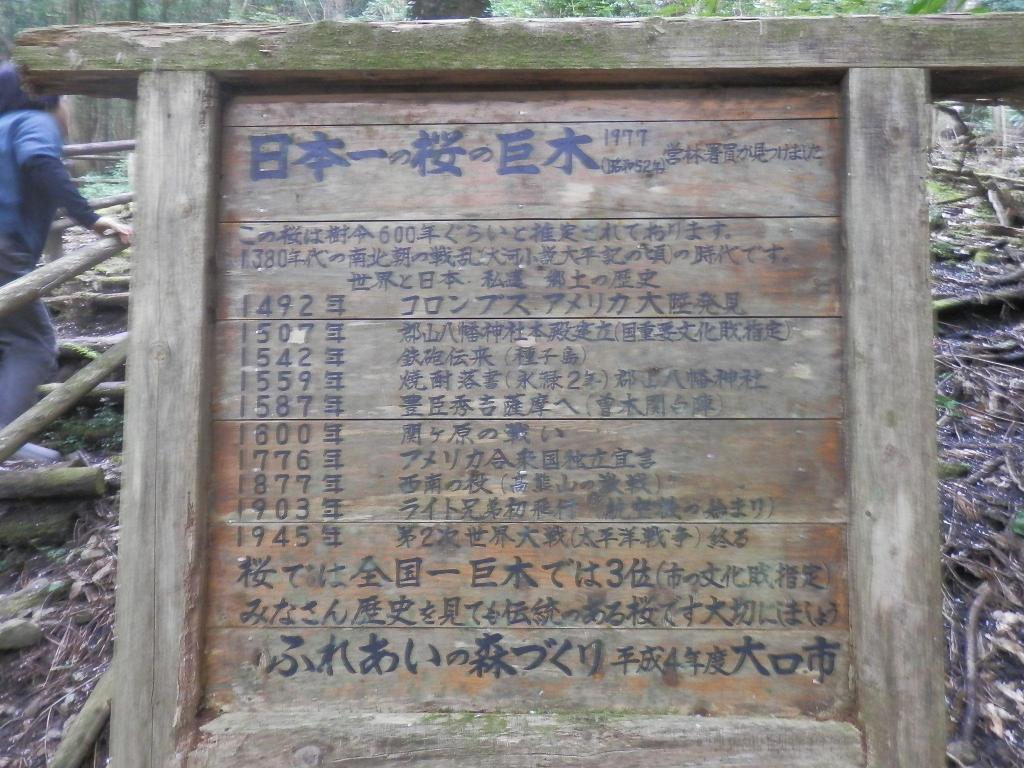 日本一の桜の巨木 1977(昭和52年)営林署員が見つけました
この桜は樹令600年ぐらいと推定されております。
1380年代の南北朝の戦乱と大河小説太平記の頃の時代です。
世界と日本・私達 郷土の歴史
1492年 コロンブス アメリカ大陸発見
1507年 郡山八幡神社本殿建立(国重要文化財指定)
1542年 鉄砲伝来(種子島)
1559年 焼酎落書(永禄2年)郡山八幡神社
1587年 豊臣秀吉薩摩へ(曽木関白陣)
1600年 関ヶ原の戦い
1776年 アメリカ合衆国独立宣言
1877年 西南の役(高熊山の激戦)
1903年 ライト兄弟初飛行(航空機の始まり)
1945年 第2次世界大戦(太平洋戦争)終る
桜では全国一巨木では3位(市の文化財指定)
みなさん歴史を見ても伝統のある桜です大切にしましょう
ふれあいの森づくり 平成4年度 大口市